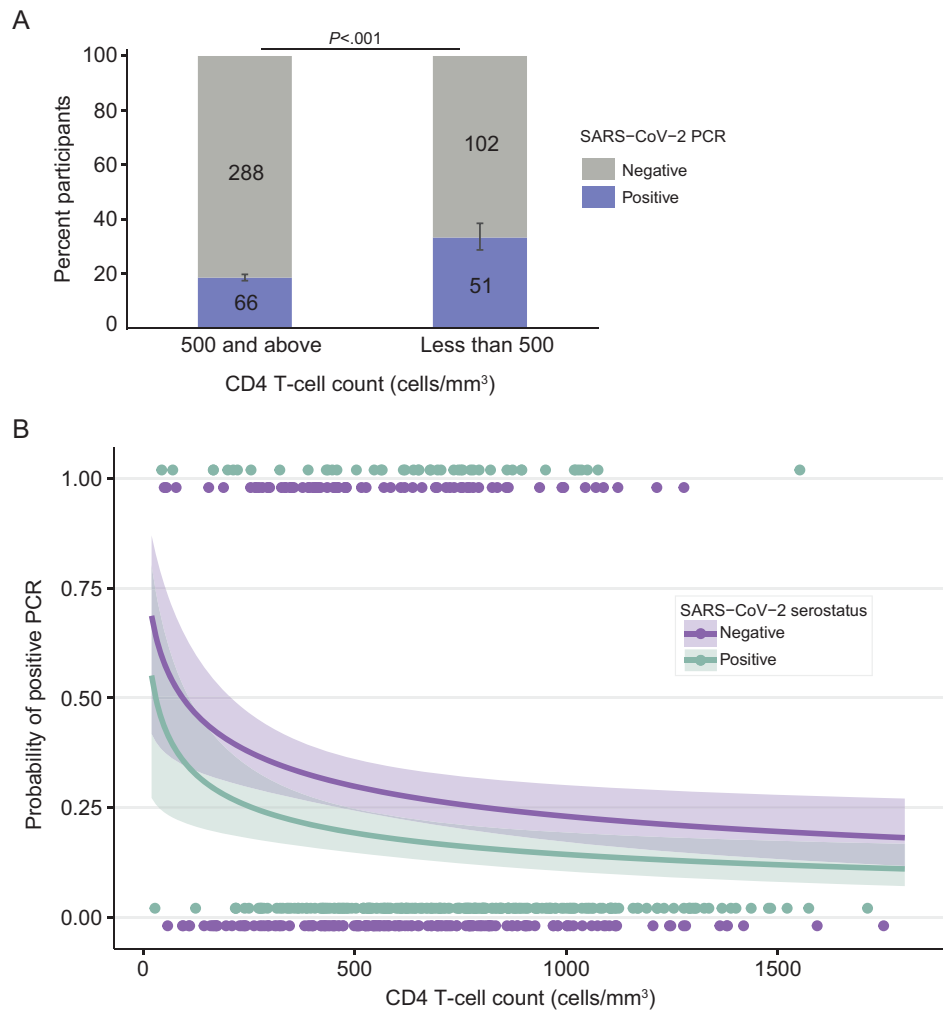 A
P<.001
100
80
60
40
20
0
Percent participants
288
66
102
51
500 and above
Less than 500
CD4 T-cell count (cells/mm³)
SARS−CoV−2 PCR
Negative
Positive
B
1.00
0.75
0.50
0.25
0.00
Probability of positive PCR
SARS−CoV−2 serostatus
Negative
Positive
0
500
1000
1500
CD4 T-cell count (cells/mm³)